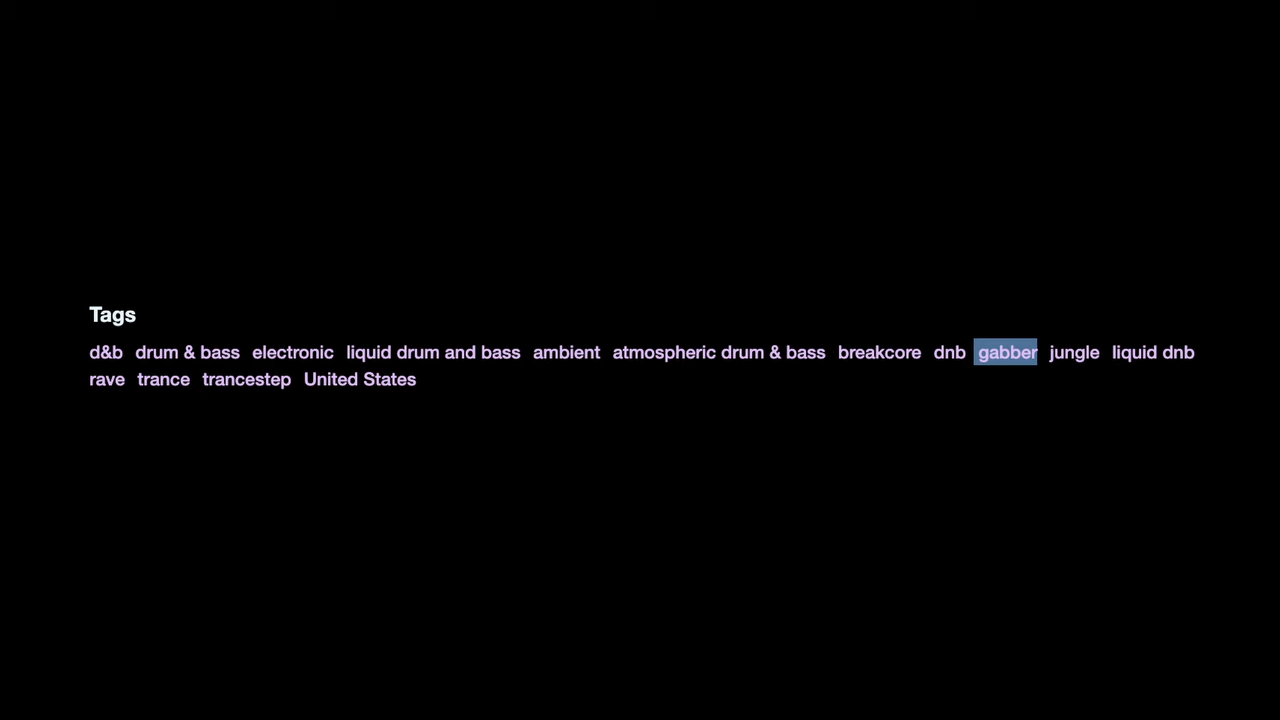 Tags
d&b drum & bass electronic liquid drum and bass ambient atmospheric drum & bass breakcore dnb gabber jungle liquid dnb
rave trance trancestep United States